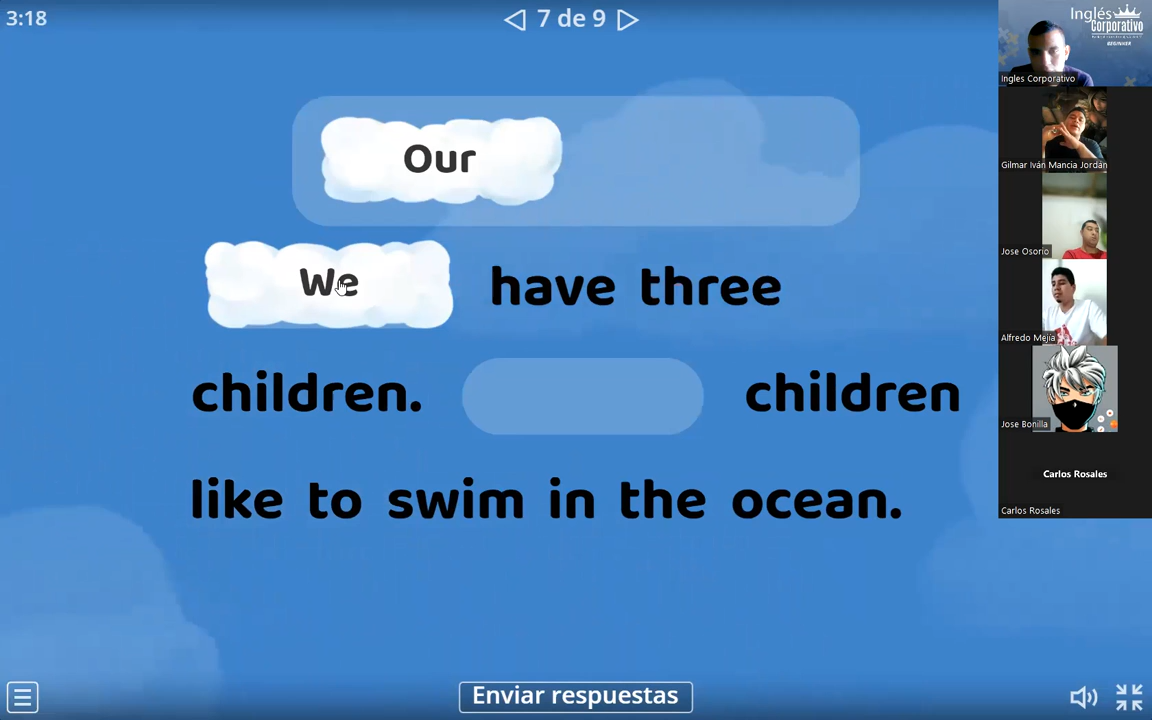 3:18
7 de 9
Our
We have three
children. children
like to swim in the ocean.
Enviar respuestas
Inglés
Corporativo
BEGINNER
Ingles Corporativo
Gilmar Iván Mancia Jordán
Jose Osorio
Alfredo Mejía
Jose Bonilla
Carlos Rosales
Carlos Rosales